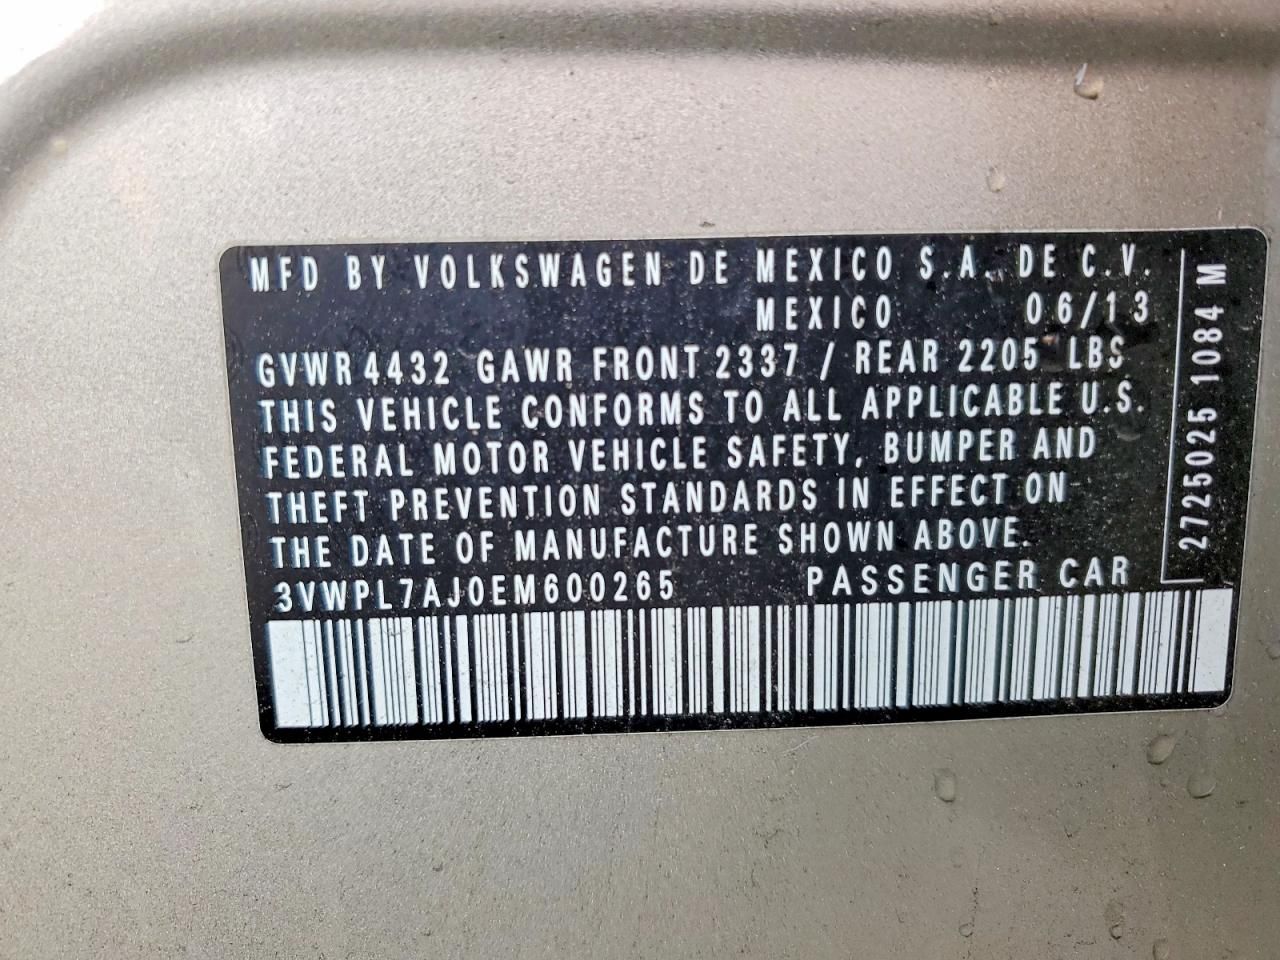 MFD BY VOLKSWAGEN DE MEXICO S.A. DE C.V.
MEXICO 06/13
GVWR 4432 GAWR FRONT 2337 / REAR 2205 LBS
THIS VEHICLE CONFORMS TO ALL APPLICABLE U.S.
FEDERAL MOTOR VEHICLE SAFETY, BUMPER AND
THEFT PREVENTION STANDARDS IN EFFECT ON
THE DATE OF MANUFACTURE SHOWN ABOVE.
3VWPL7AJ0EM600265 PASSENGER CAR
27250251084 M